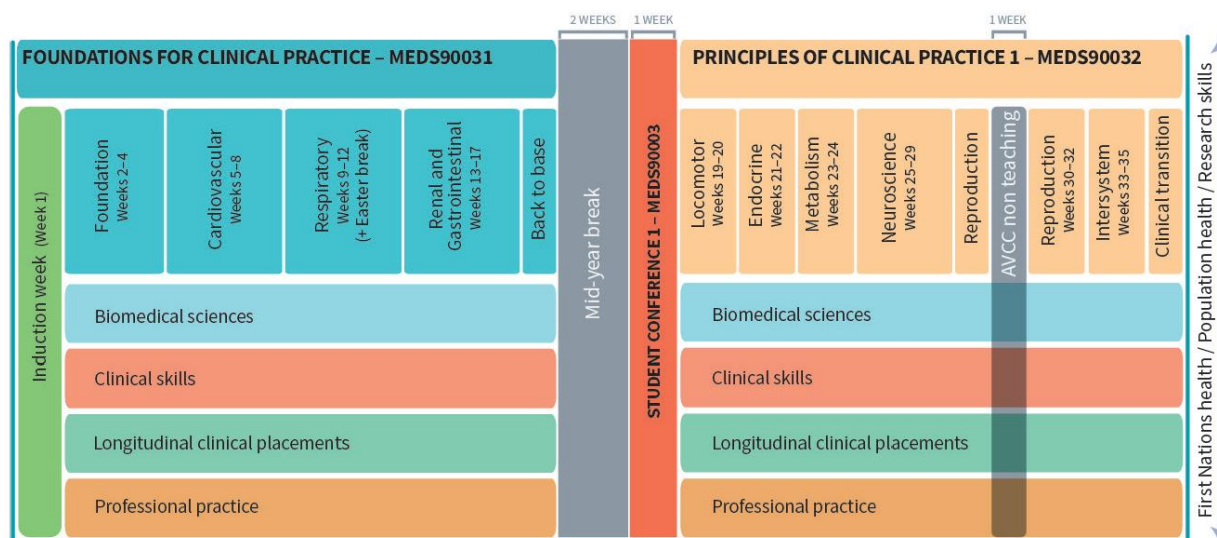 2 WEEKS
1 WEEK
1 WEEK
FOUNDATIONS FOR CLINICAL PRACTICE – MEDS90031
PRINCIPLES OF CLINICAL PRACTICE 1 – MEDS90032
Induction week (Week 1)
Foundation
Weeks 2–4
Cardiovascular
Weeks 5–8
Respiratory
Weeks 9–12
(+ Easter break)
Renal and
Gastrointestinal
Weeks 13–17
Back to base
Mid-year break
STUDENT CONFERENCE 1 – MEDS90003
Locomotor
Weeks 19–20
Endocrine
Weeks 21–22
Metabolism
Weeks 23–24
Neuroscience
Weeks 25–29
Reproduction
AVCC non teaching
Reproduction
Weeks 30–32
Intersystem
Weeks 33–35
Clinical transition
Biomedical sciences
Clinical skills
Longitudinal clinical placements
Professional practice
Biomedical sciences
Clinical skills
Longitudinal clinical placements
Professional practice
First Nations health / Population health / Research skills